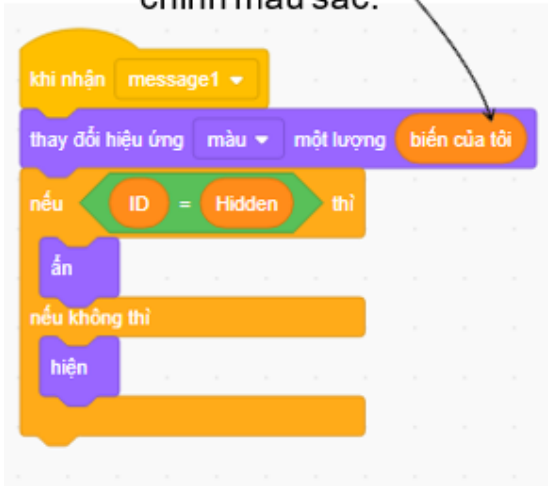 chỉnh màu sắc.
khi nhận message1
thay đổi hiệu ứng màu một lượng biến của tôi
nếu ID = Hidden thì
ẩn
nếu không thì
hiện